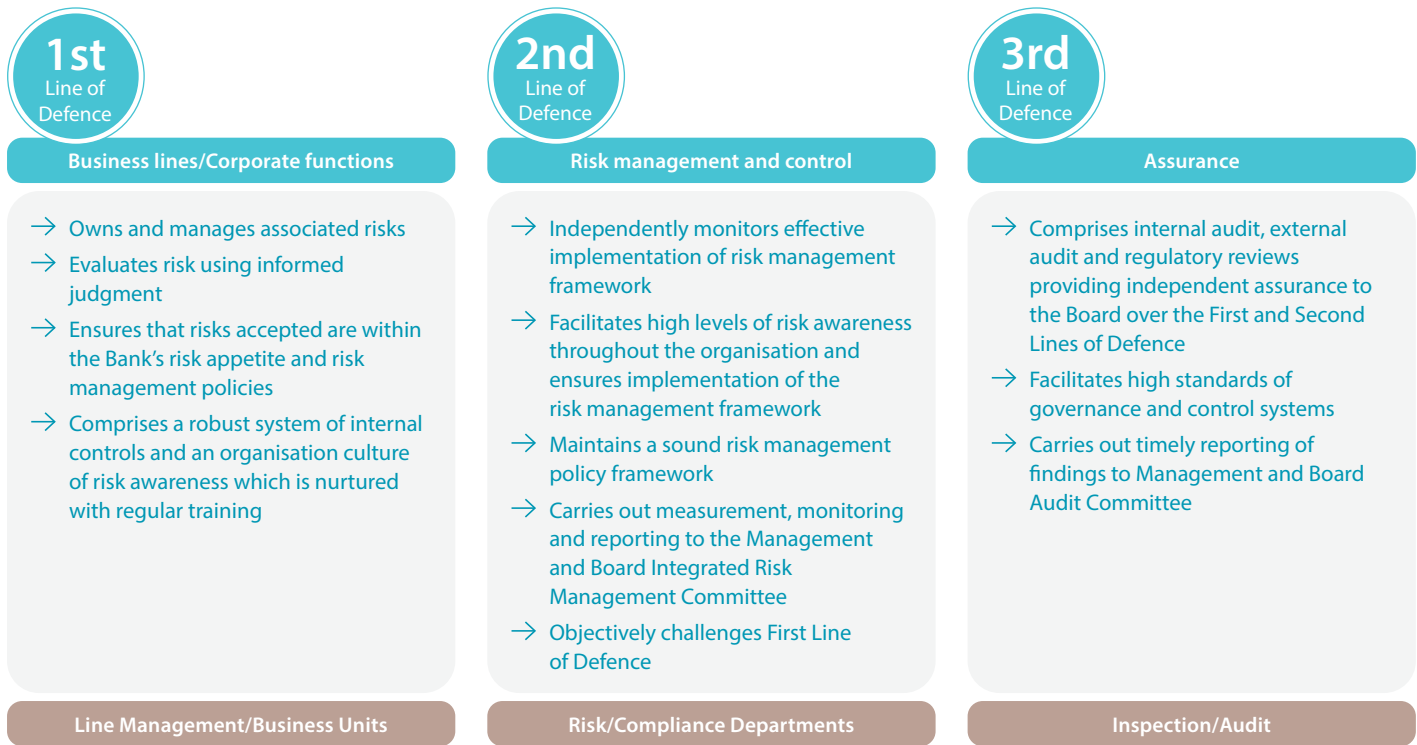 1st
Line of
Defence
Business lines/Corporate functions
→ Owns and manages associated risks
→ Evaluates risk using informed
judgment
→ Ensures that risks accepted are within
the Bank's risk appetite and risk
management policies
→ Comprises a robust system of internal
controls and an organisation culture
of risk awareness which is nurtured
with regular training
Line Management/Business Units
2nd
Line of
Defence
Risk management and control
→ Independently monitors effective
implementation of risk management
framework
→ Facilitates high levels of risk awareness
throughout the organisation and
ensures implementation of the
risk management framework
→ Maintains a sound risk management
policy framework
→ Carries out measurement, monitoring
and reporting to the Management
and Board Integrated Risk
Management Committee
→ Objectively challenges First Line
of Defence
Risk/Compliance Departments
3rd
Line of
Defence
Assurance
→ Comprises internal audit, external
audit and regulatory reviews
providing independent assurance to
the Board over the First and Second
Lines of Defence
→ Facilitates high standards of
governance and control systems
→ Carries out timely reporting of
findings to Management and Board
Audit Committee
Inspection/Audit